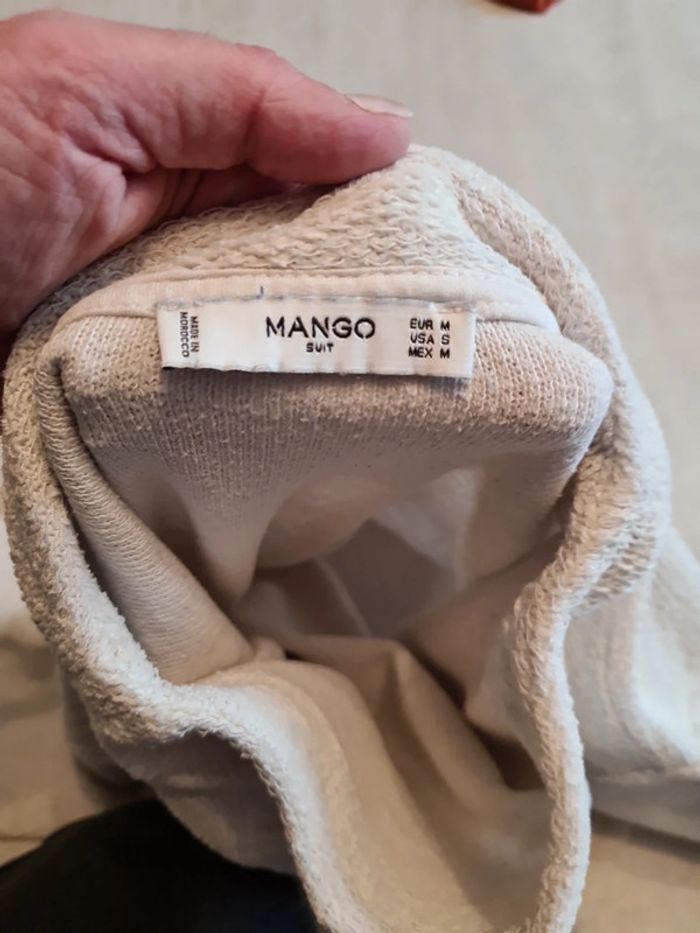 MADE IN
MOROCCO
MANGO
SUIT
EUR M
USA S
MEX M